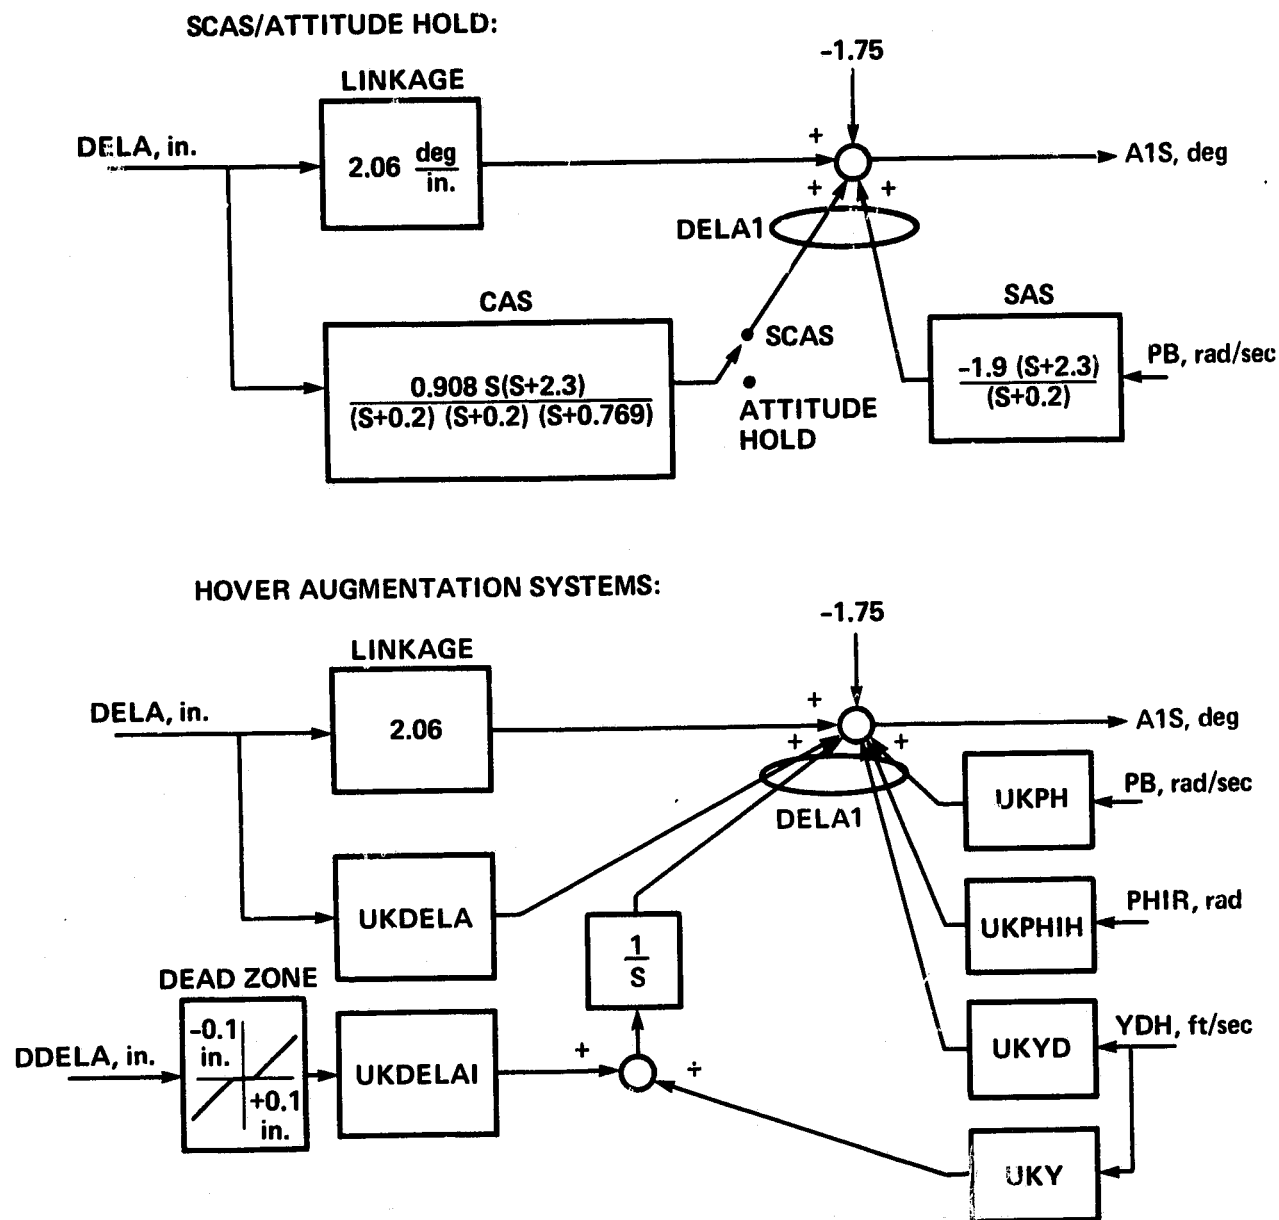 SCAS/ATTITUDE HOLD:
-1.75
LINKAGE
DELA, in.
2.06 deg/in.
+
A1S, deg
+ +
DELA1
CAS
SAS
SCAS
PB, rad/sec
0.908 S(S+2.3)
(S+0.2) (S+0.2) (S+0.769)
-1.9 (S+2.3)
(S+0.2)
ATTITUDE
HOLD
HOVER AUGMENTATION SYSTEMS:
-1.75
LINKAGE
+
DELA, in.
2.06
A1S, deg
+ +
PB, rad/sec
UKPH
DELA1
UKDELA
PHIR, rad
UKPHIH
1
S
DEAD ZONE
-0.1
in.
YDH, ft/sec
UKYD
DDELA, in.
UKDELAI
+ +
+0.1
in.
UKY